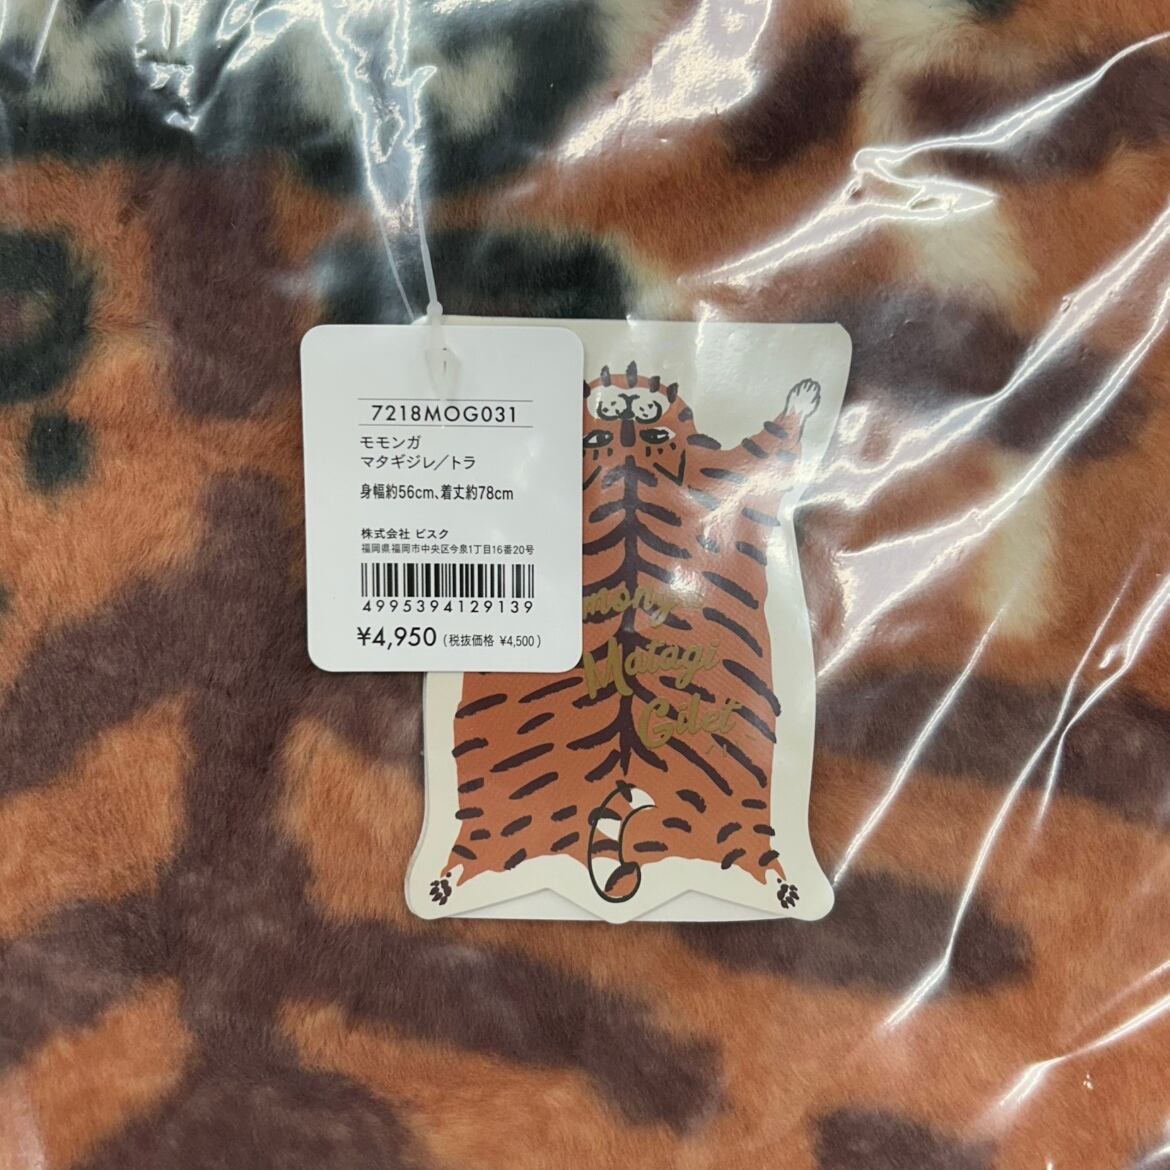 7218MOG031
モモンガ
マタギジレ／トラ
身幅約56cm、着丈約78cm
株式会社 ビスク
福岡県福岡市中央区今泉1丁目16番20号
4995394129139
¥4,950 (税抜価格 ¥4,500)
Matagi
Gilet